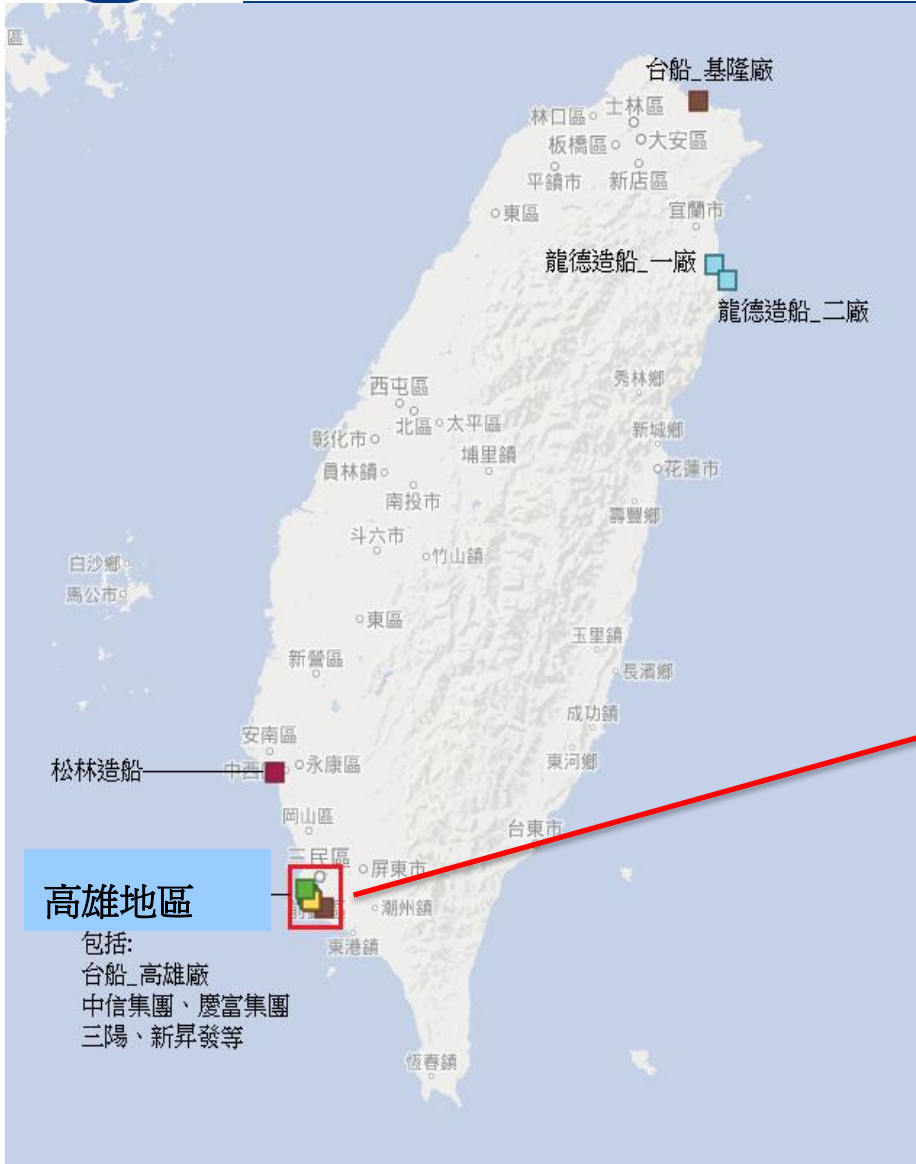 區
台船_基隆廠
林口區
士林區
板橋區
大安區
平鎮市
新店區
東區
宜蘭市
龍德造船_一廠
龍德造船_二廠
秀林鄉
西屯區
北區
太平區
彰化市
新城鄉
埔里鎮
花蓮市
員林鎮
南投市
壽豐鄉
斗六市
竹山鎮
白沙鄉
馬公市
東區
玉里鎮
新營區
長濱鄉
成功鎮
安南區
東河鄉
松林造船
永康區
岡山區
台東市
三民區
屏東市
高雄地區
潮州鎮
東港鎮
包括:
台船_高雄廠
中信集團、慶富集團
三陽、新昇發等
恆春鎮